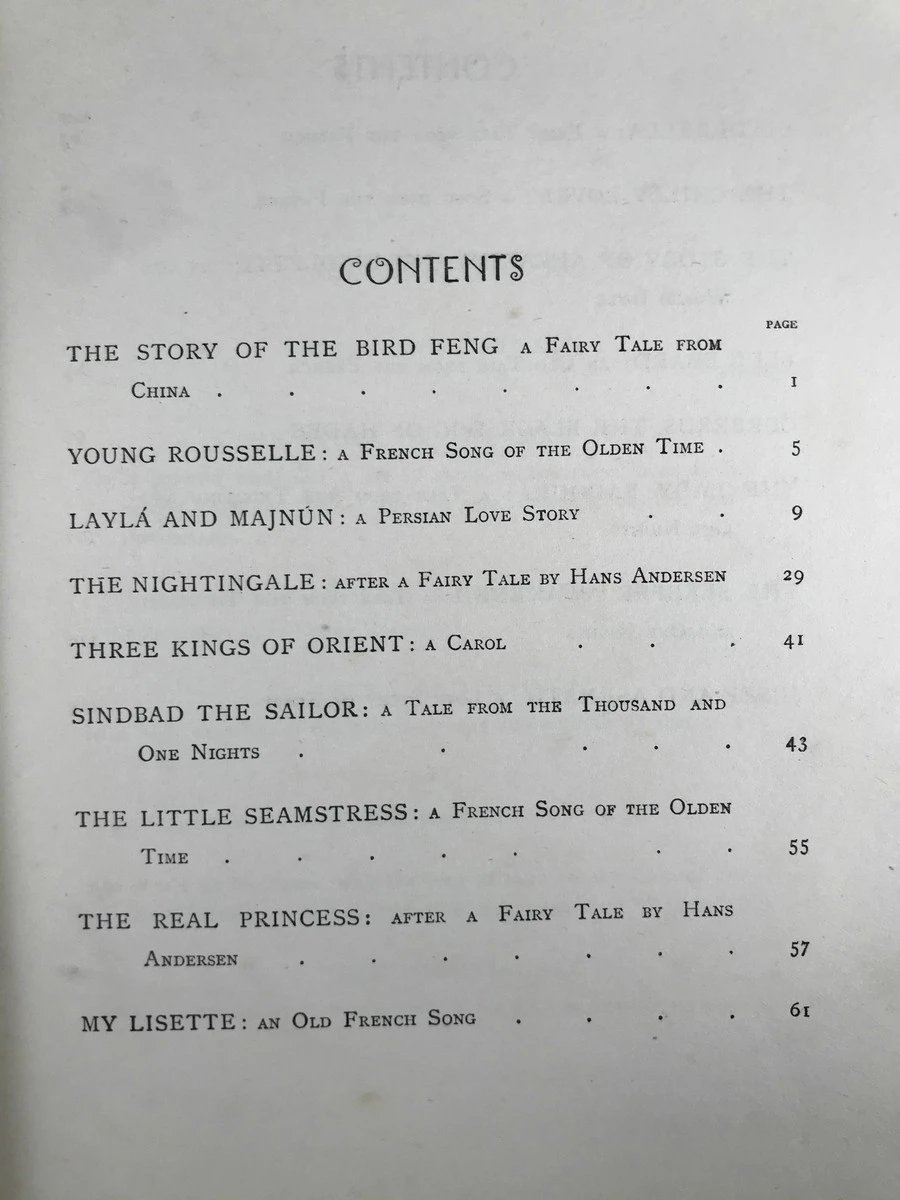 CONTENTS
PAGE
THE STORY OF THE BIRD FENG A FAIRY TALE FROM
CHINA . . . . . . . . 1
YOUNG ROUSSELLE: A FRENCH SONG OF THE OLDEN TIME . 5
LAYLÁ AND MAJNÚN: A PERSIAN LOVE STORY . . 9
THE NIGHTINGALE: AFTER A FAIRY TALE BY HANS ANDERSEN 29
THREE KINGS OF ORIENT: A CAROL . . . 41
SINDBAD THE SAILOR: A TALE FROM THE THOUSAND AND
ONE NIGHTS . . . . . 43
THE LITTLE SEAMSTRESS: A FRENCH SONG OF THE OLDEN
TIME . . . . . . . 55
THE REAL PRINCESS: AFTER A FAIRY TALE BY HANS
ANDERSEN . . . . . . . 57
MY LISETTE: AN OLD FRENCH SONG . . . . 61